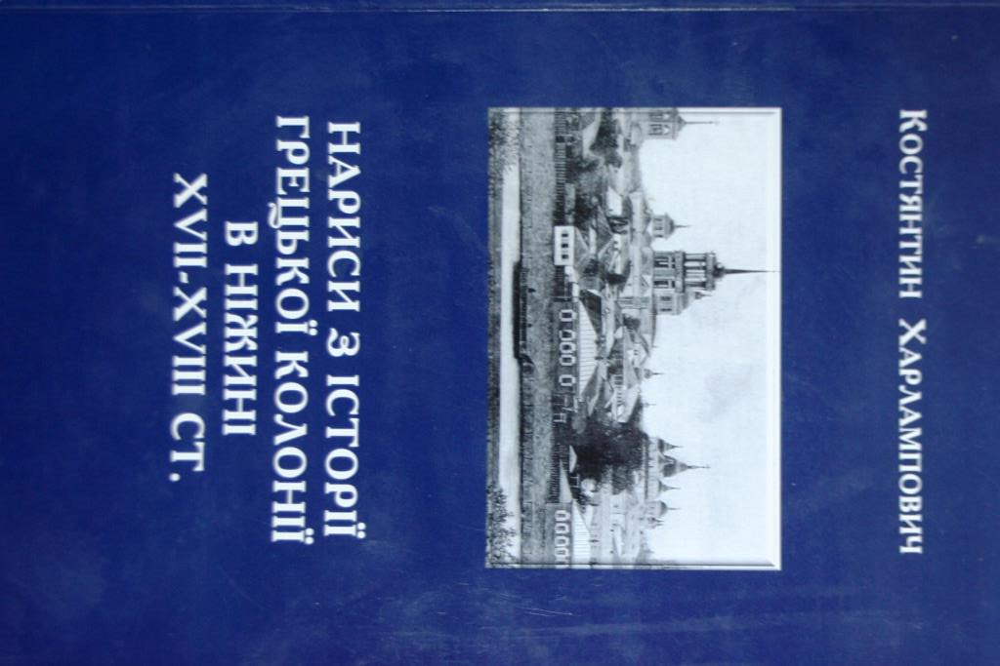 КОСТЯНТИН ХАРЛАМПОВИЧ
НАРИСИ З ІСТОРІЇ
ГРЕЦЬКОЇ КОЛОНІЇ
В НІЖИНІ
XVII-XVIII СТ.